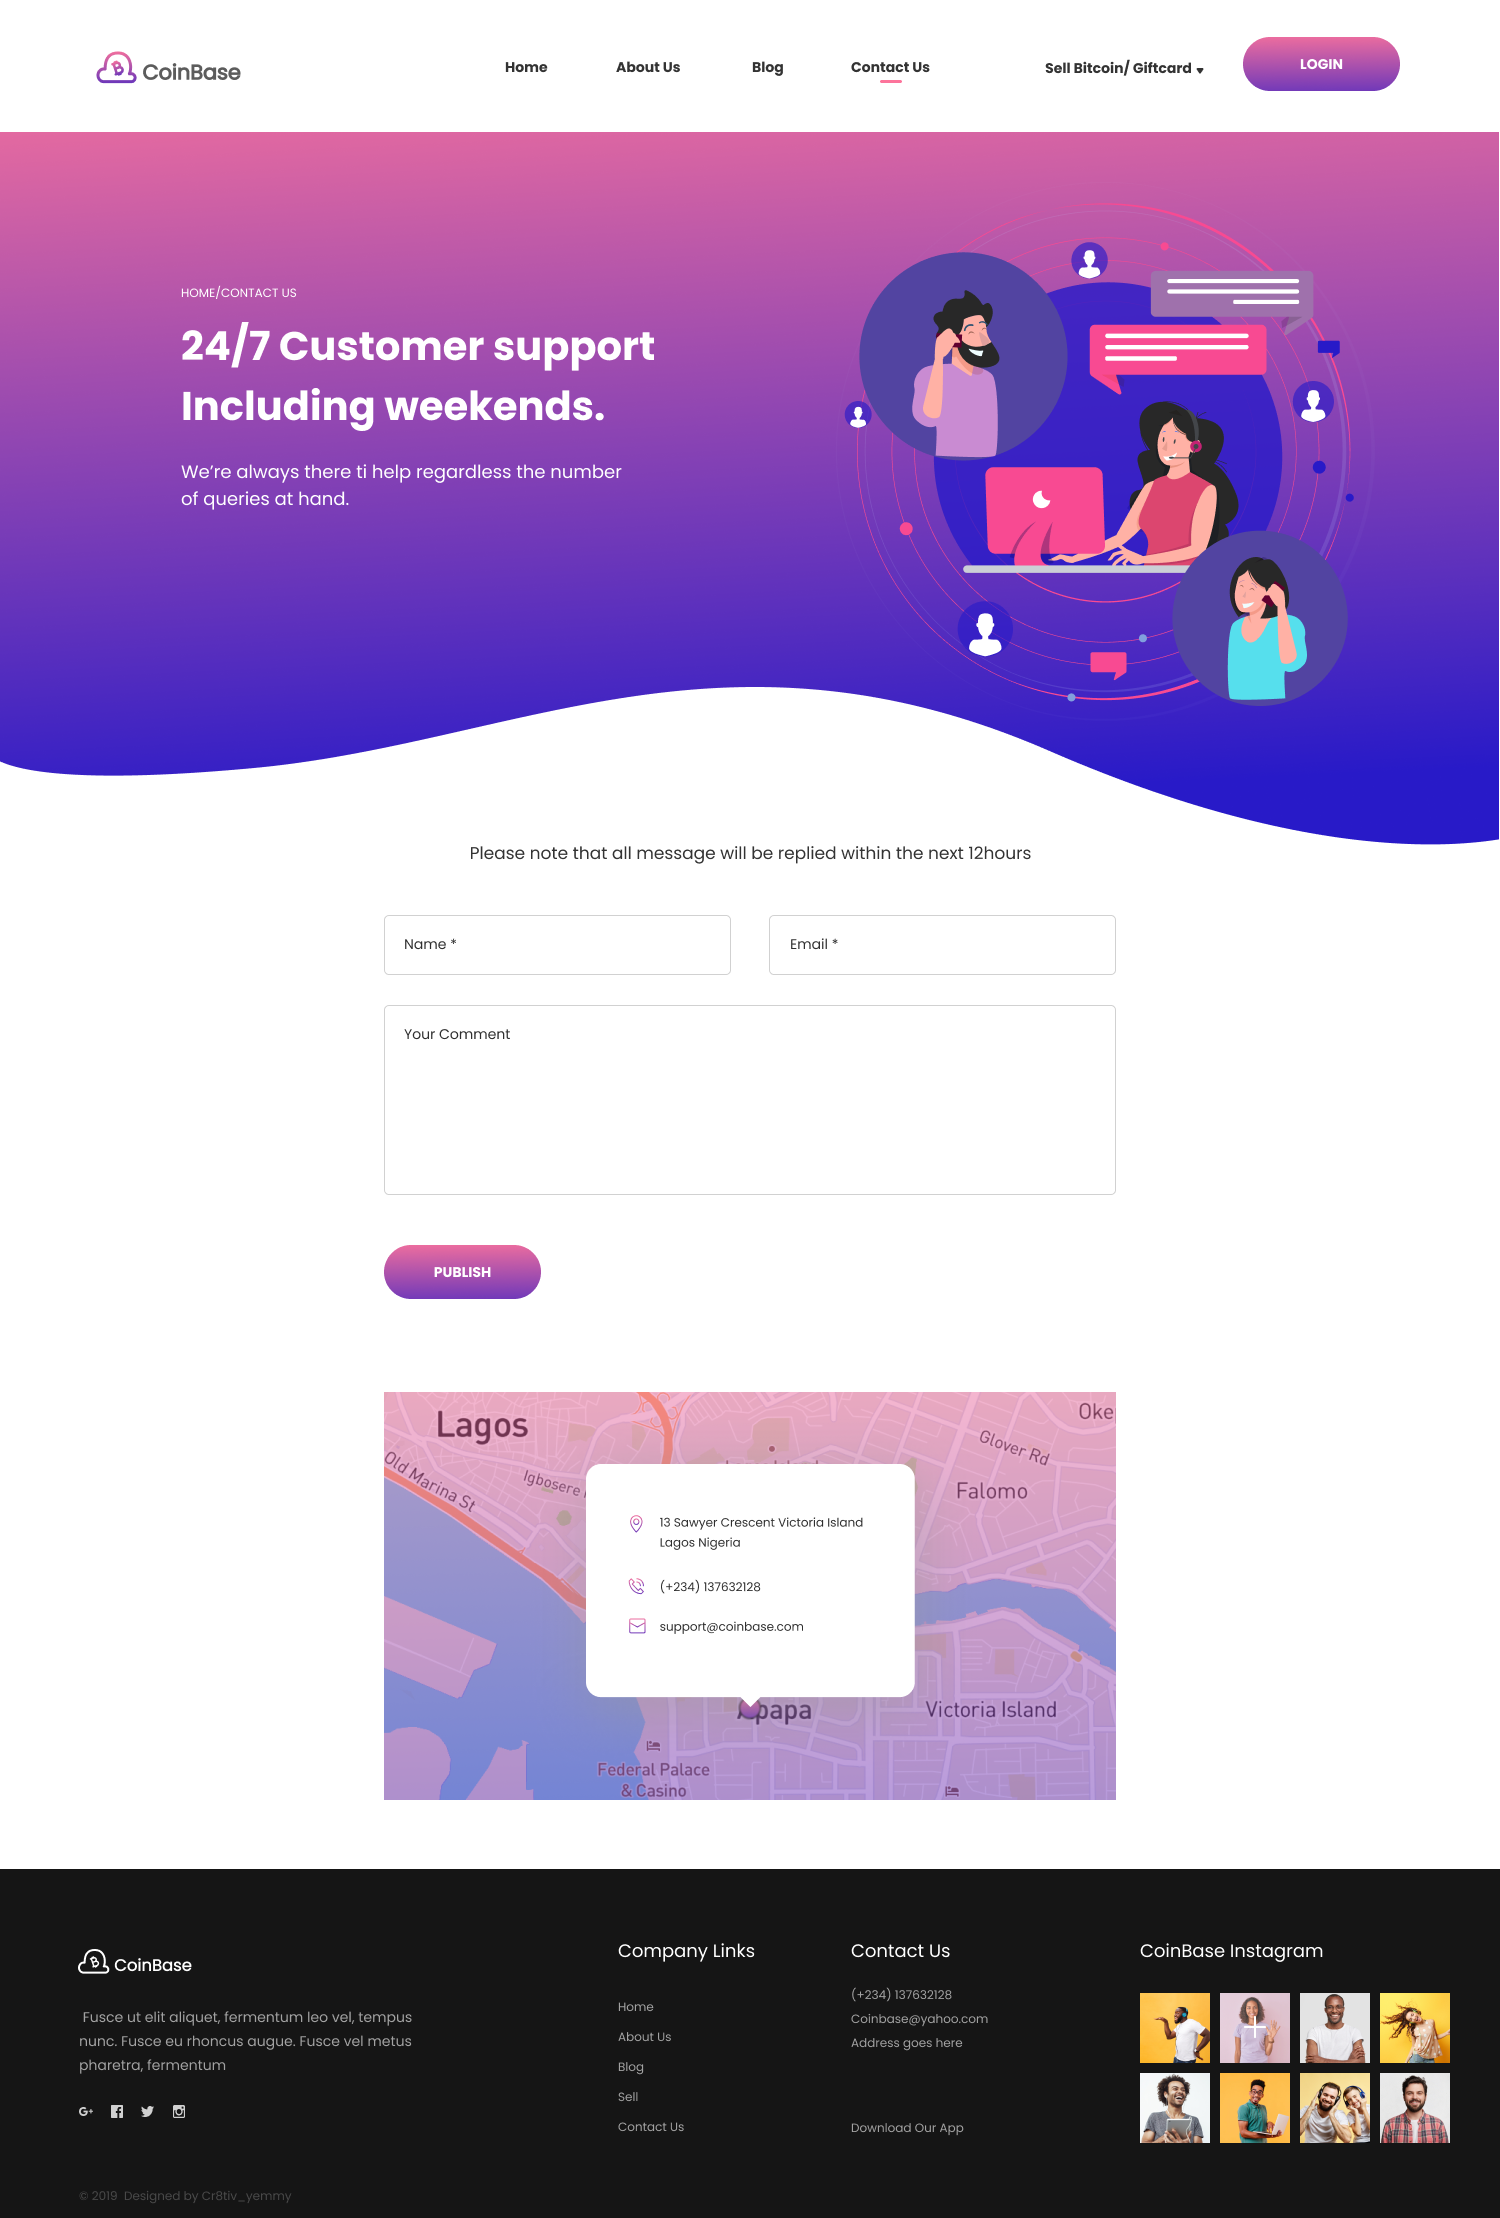 CoinBase
Home
About Us
Blog
Contact Us
Sell Bitcoin/ Giftcard
LOGIN
HOME/CONTACT US
24/7 Customer support
Including weekends.
We're always there ti help regardless the number
of queries at hand.
Please note that all message will be replied within the next 12hours
Name *
Email *
Your Comment
PUBLISH
Lagos
Oke
Glover Rd
Old Marina St
Igbosere
Falomo
13 Sawyer Crescent Victoria Island
Lagos Nigeria
(+234) 137632128
support@coinbase.com
Apapa
Victoria Island
Federal Palace
& Casino
CoinBase
Fusce ut elit aliquet, fermentum leo vel, tempus
nunc. Fusce eu rhoncus augue. Fusce vel metus
pharetra, fermentum
Company Links
Home
About Us
Blog
Sell
Contact Us
Contact Us
(+234) 137632128
Coinbase@yahoo.com
Address goes here
Download Our App
CoinBase Instagram
© 2019  Designed by Cr8tiv_yemmy